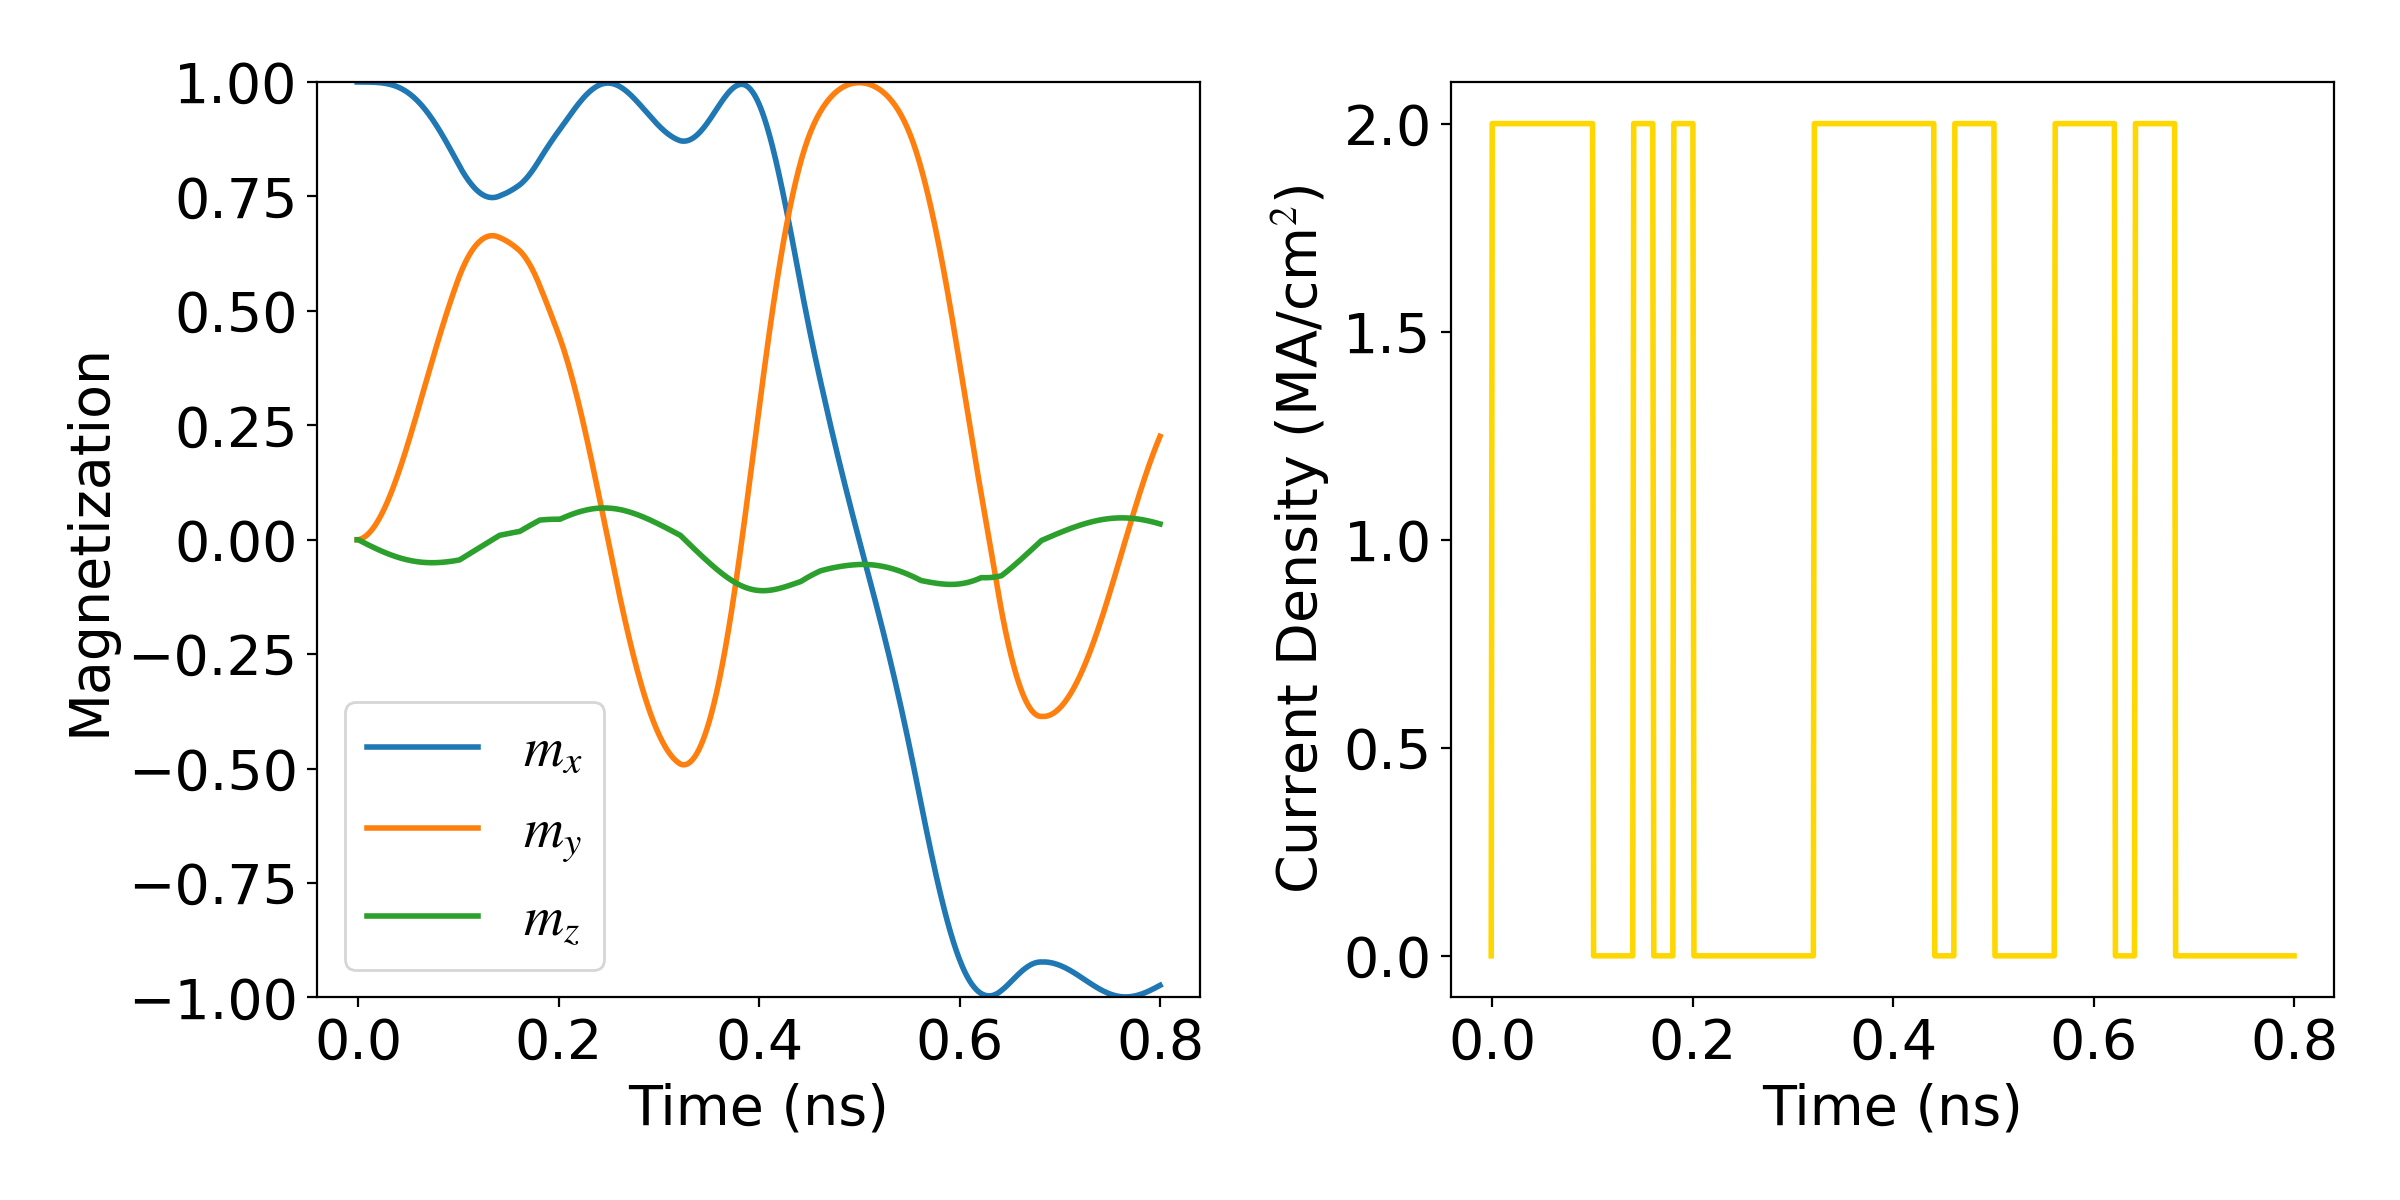 1.00
0.75
0.50
0.25
0.00
−0.25
−0.50
−0.75
−1.00
Magnetization
m_x
m_y
m_z
0.0 0.2 0.4 0.6 0.8
Time (ns)
2.0
1.5
1.0
0.5
0.0
Current Density (MA/cm²)
0.0 0.2 0.4 0.6 0.8
Time (ns)